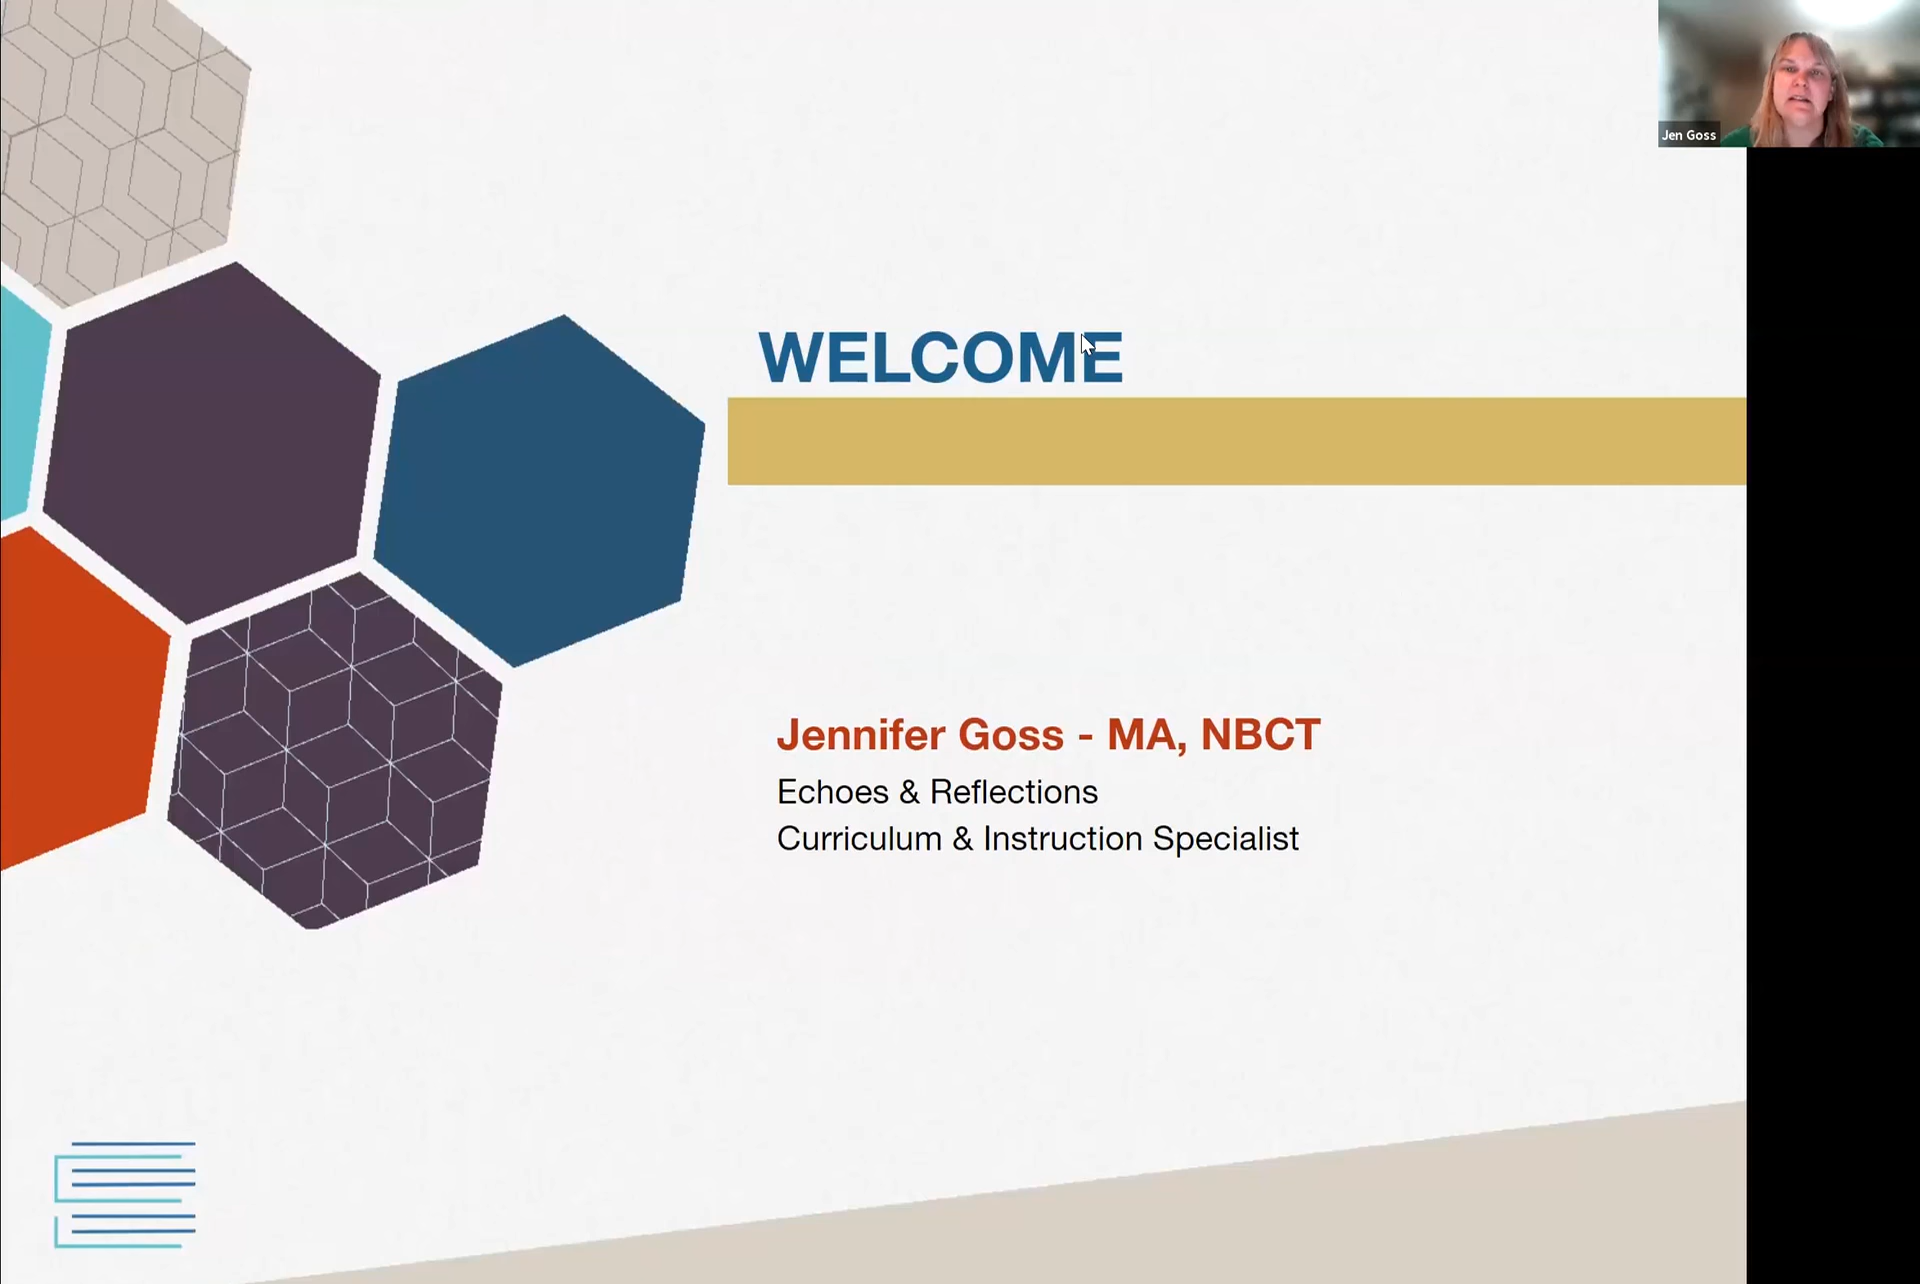 Jen Goss
WELCOME
Jennifer Goss - MA, NBCT
Echoes & Reflections
Curriculum & Instruction Specialist